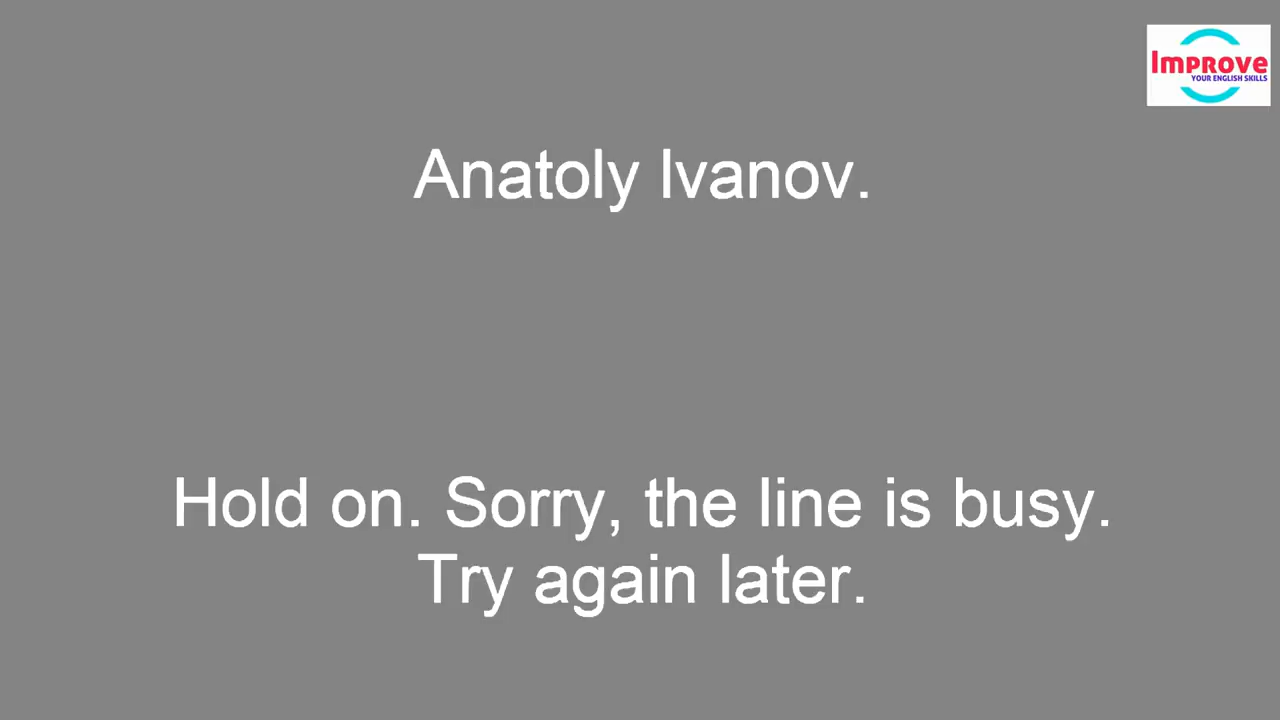 Improve
YOUR ENGLISH SKILLS
Anatoly Ivanov.
Hold on. Sorry, the line is busy.
Try again later.